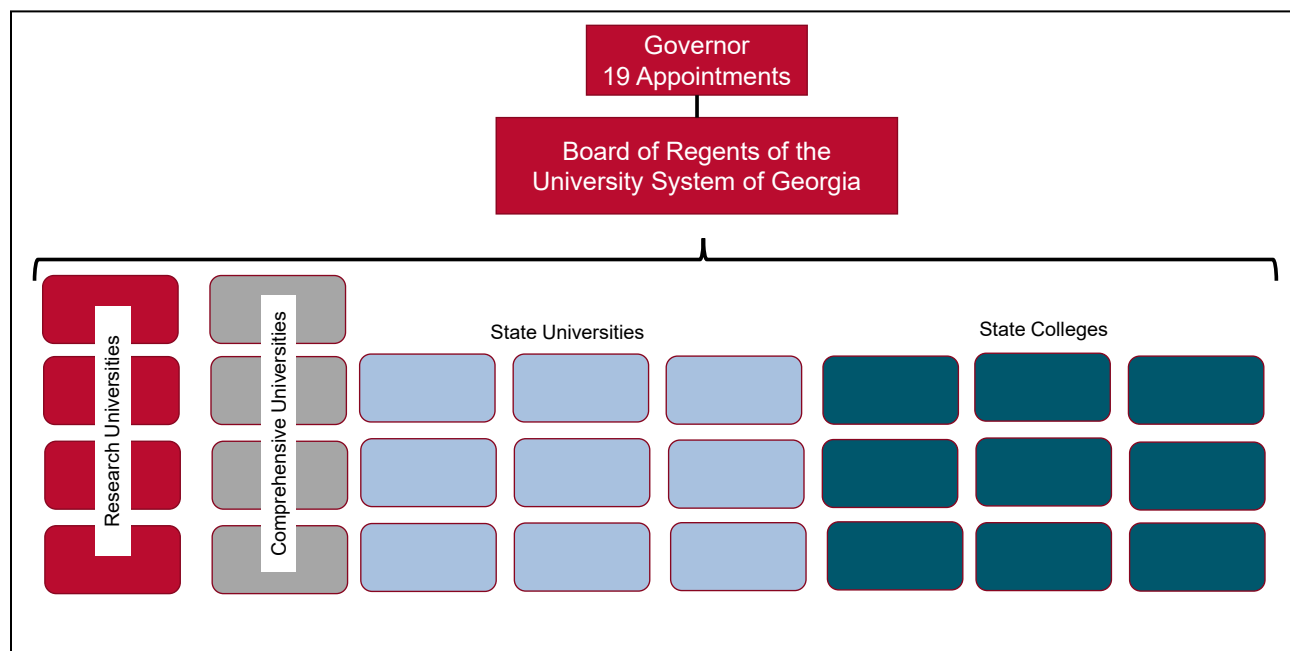 Governor
19 Appointments
Board of Regents of the
University System of Georgia
Research Universities
Comprehensive Universities
State Universities
State Colleges